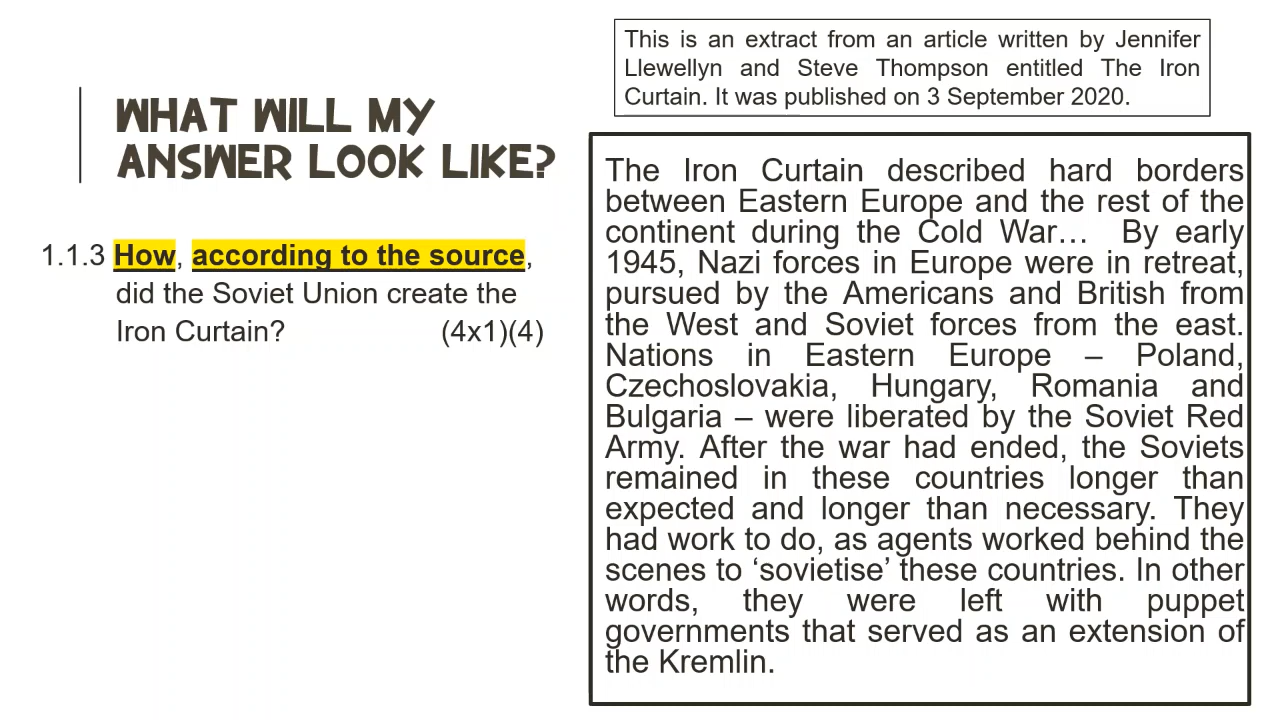 WHAT WILL MY
ANSWER LOOK LIKE?
1.1.3 How, according to the source,
did the Soviet Union create the
Iron Curtain? (4x1)(4)
This is an extract from an article written by Jennifer
Llewellyn and Steve Thompson entitled The Iron
Curtain. It was published on 3 September 2020.
The Iron Curtain described hard borders
between Eastern Europe and the rest of the
continent during the Cold War… By early
1945, Nazi forces in Europe were in retreat,
pursued by the Americans and British from
the West and Soviet forces from the east.
Nations in Eastern Europe – Poland,
Czechoslovakia, Hungary, Romania and
Bulgaria – were liberated by the Soviet Red
Army. After the war had ended, the Soviets
remained in these countries longer than
expected and longer than necessary. They
had work to do, as agents worked behind the
scenes to ‘sovietise’ these countries. In other
words, they were left with puppet
governments that served as an extension of
the Kremlin.